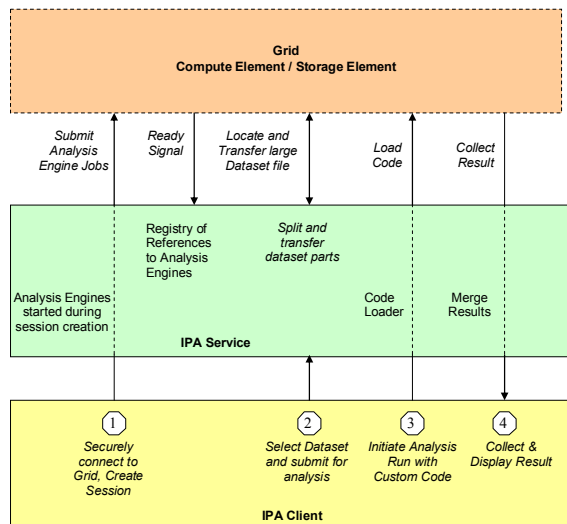 Grid
Compute Element / Storage Element
Submit
Analysis
Engine Jobs
Ready
Signal
Locate and
Transfer large
Dataset file
Load
Code
Collect
Result
Registry of
References
to Analysis
Engines
Split and
transfer
dataset parts
Analysis Engines
started during
session creation
Code
Loader
Merge
Results
IPA Service
1
Securely
connect to
Grid, Create
Session
2
Select Dataset
and submit for
analysis
3
Initiate Analysis
Run with
Custom Code
4
Collect &
Display Result
IPA Client